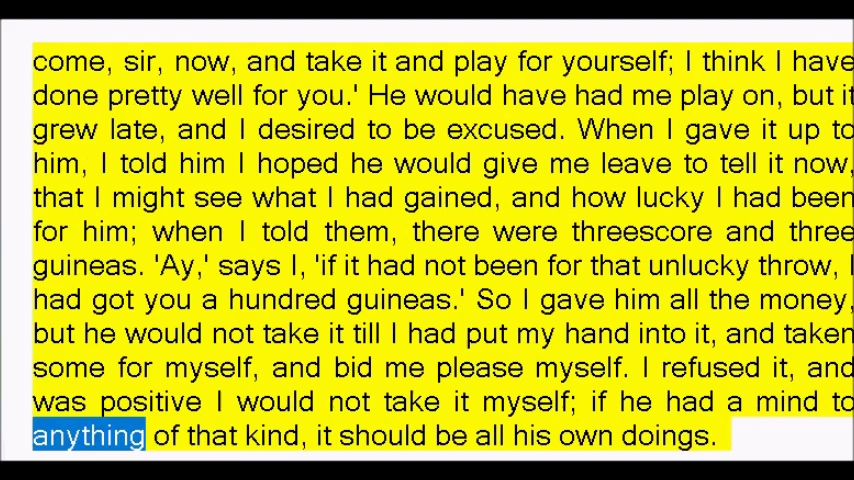 come, sir, now, and take it and play for yourself; I think I have
done pretty well for you.' He would have had me play on, but it
grew late, and I desired to be excused. When I gave it up to
him, I told him I hoped he would give me leave to tell it now,
that I might see what I had gained, and how lucky I had been
for him; when I told them, there were threescore and three
guineas. 'Ay,' says I, 'if it had not been for that unlucky throw, I
had got you a hundred guineas.' So I gave him all the money,
but he would not take it till I had put my hand into it, and taken
some for myself, and bid me please myself. I refused it, and
was positive I would not take it myself; if he had a mind to
anything of that kind, it should be all his own doings.